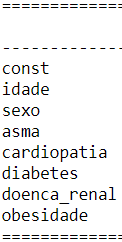 ==============
--------------
const
idade
sexo
asma
cardiopatia
diabetes
doenca_renal
obesidade
==============